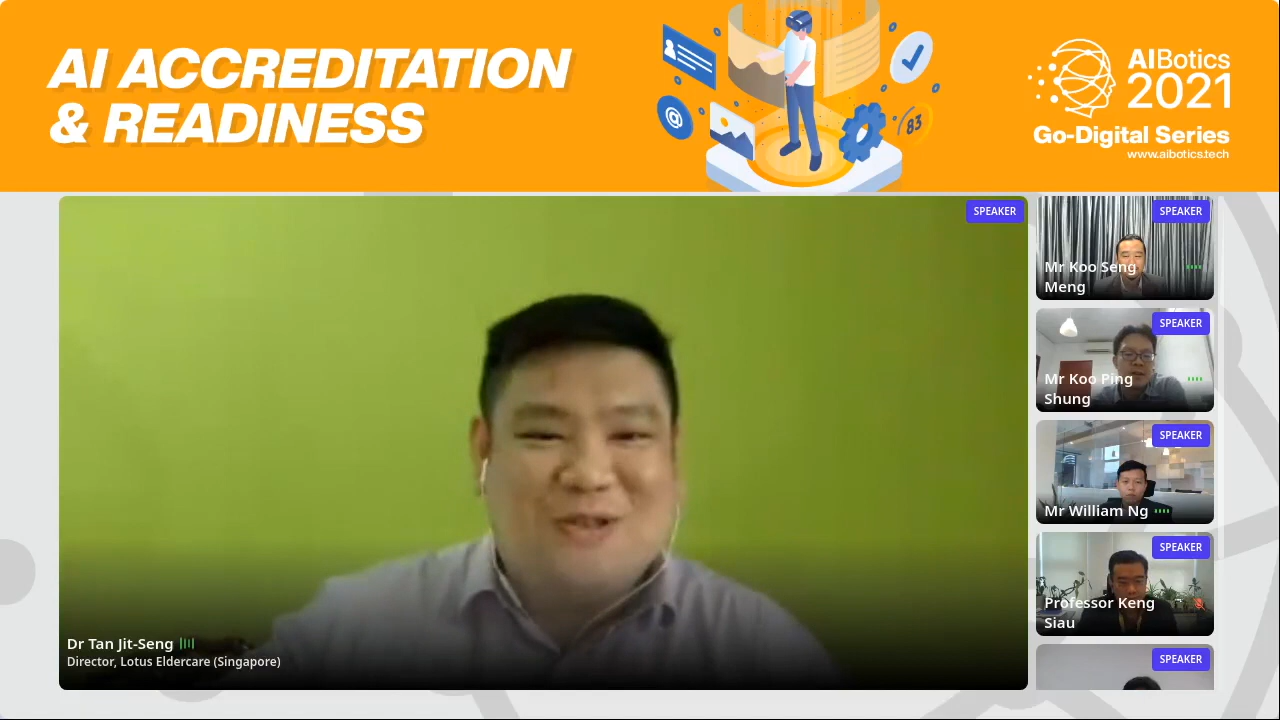 AI ACCREDITATION
& READINESS
@
83
AIBotics
2021
Go-Digital Series
www.aibotics.tech
SPEAKER
Dr Tan Jit-Seng
Director, Lotus Eldercare (Singapore)
SPEAKER
Mr Koo Seng
Meng
SPEAKER
Mr Koo Ping
Shung
SPEAKER
Mr William Ng
SPEAKER
Professor Keng
Siau
SPEAKER